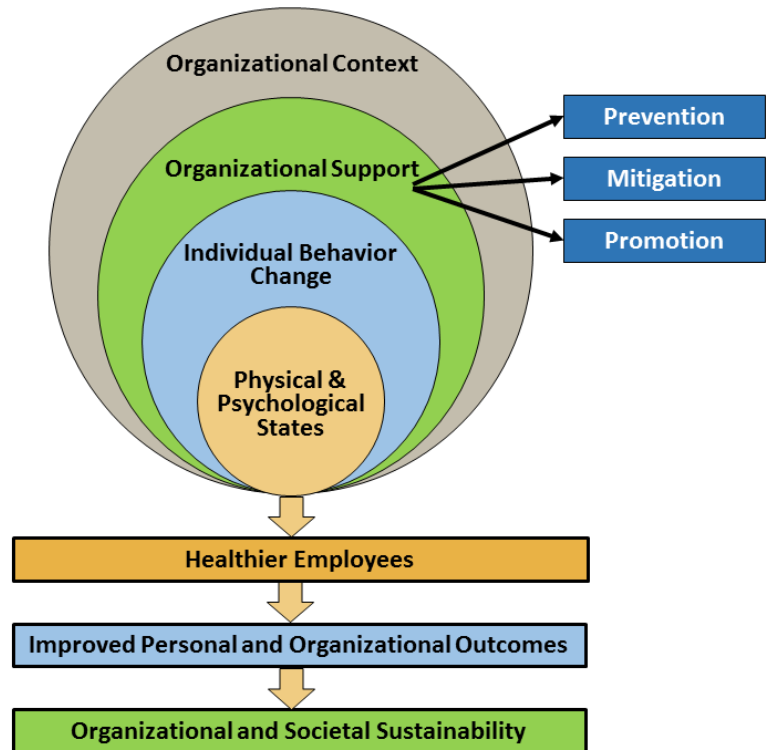 Organizational Context
Prevention
Organizational Support
Mitigation
Promotion
Individual Behavior
Change
Physical &
Psychological
States
Healthier Employees
Improved Personal and Organizational Outcomes
Organizational and Societal Sustainability